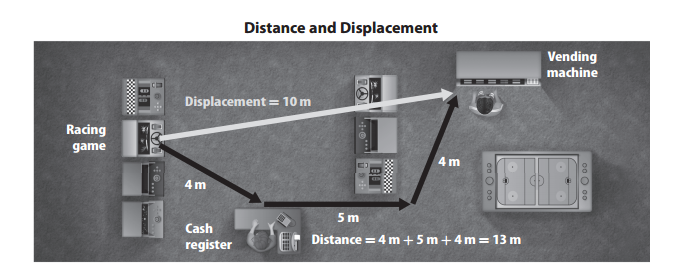 Distance and Displacement
Vending
machine
Displacement = 10 m
Racing
game
4 m
4 m
5 m
Cash
register
Distance = 4 m + 5 m + 4 m = 13 m